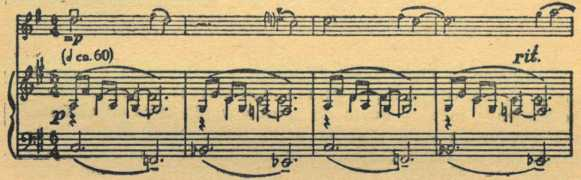 mp
(♩ ca. 60)
rit.
p